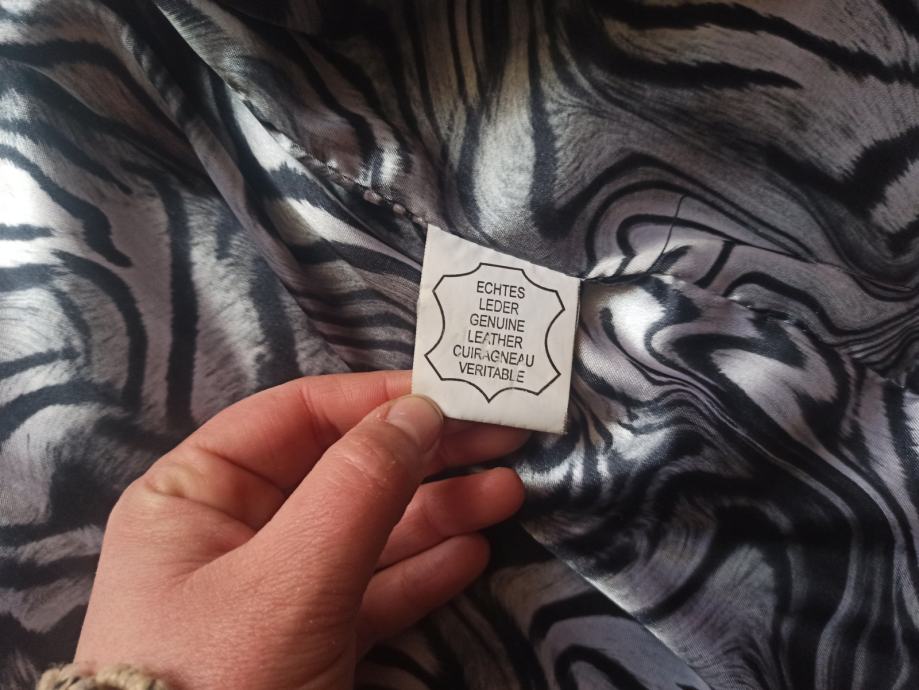 ECHTES
LEDER
GENUINE
LEATHER
CUIRAGNEAU
VERITABLE